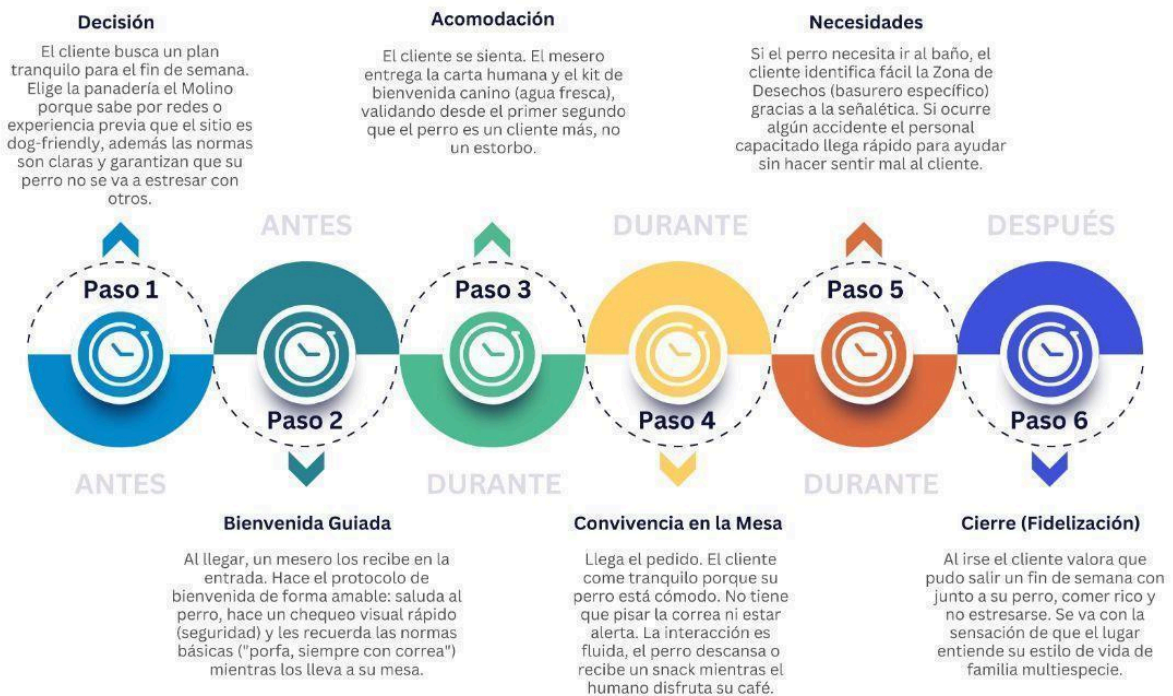 Decisión
El cliente busca un plan
tranquilo para el fin de semana.
Elige la panadería el Molino
porque sabe por redes o
experiencia previa que el sitio es
dog-friendly, además las normas
son claras y garantizan que su
perro no se va a estresar con
otros.
Acomodación
El cliente se sienta. El mesero
entrega la carta humana y el kit de
bienvenida canino (agua fresca),
validando desde el primer segundo
que el perro es un cliente más, no
un estorbo.
Necesidades
Si el perro necesita ir al baño, el
cliente identifica fácil la Zona de
Desechos (basurero específico)
gracias a la señalética. Si ocurre
algún accidente el personal
capacitado llega rápido para ayudar
sin hacer sentir mal al cliente.
ANTES
DURANTE
DESPUÉS
Paso 1
Paso 3
Paso 5
Paso 2
Paso 4
Paso 6
ANTES
DURANTE
DURANTE
Bienvenida Guiada
Al llegar, un mesero los recibe en la
entrada. Hace el protocolo de
bienvenida de forma amable: saluda al
perro, hace un chequeo visual rápido
(seguridad) y les recuerda las normas
básicas ("porfa, siempre con correa")
mientras los lleva a su mesa.
Convivencia en la Mesa
Llega el pedido. El cliente
come tranquilo porque su
perro está cómodo. No tiene
que pisar la correa ni estar
alerta. La interacción es
fluida, el perro descansa o
recibe un snack mientras el
humano disfruta su café.
Cierre (Fidelización)
Al irse el cliente valora que
pudo salir un fin de semana con
junto a su perro, comer rico y
no estresarse. Se va con la
sensación de que el lugar
entiende su estilo de vida de
familia multiespecie.